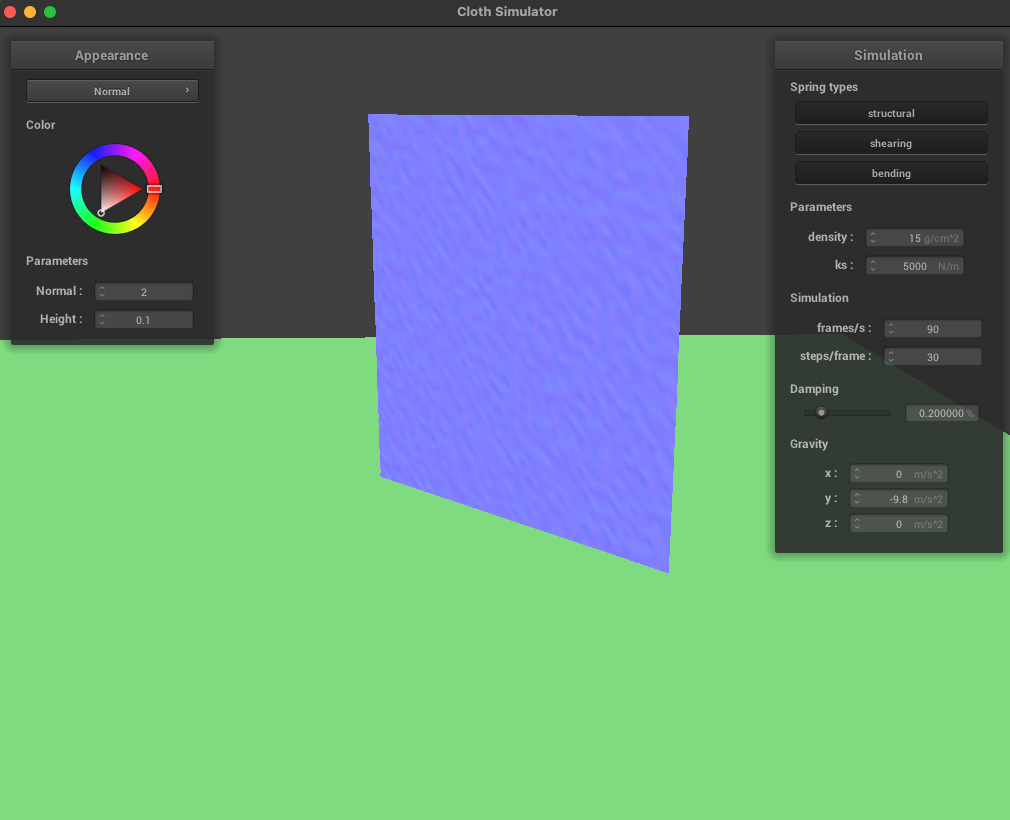 Cloth Simulator
Appearance
Normal
Color
Parameters
Normal : 2
Height : 0.1
Simulation
Spring types
structural
shearing
bending
Parameters
density : 15 g/cm^2
ks : 5000 N/m
Simulation
frames/s : 90
steps/frame : 30
Damping
0.200000 %
Gravity
x : 0 m/s^2
y : -9.8 m/s^2
z : 0 m/s^2